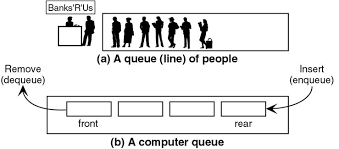 Banks'R'Us
(a) A queue (line) of people
Remove
(dequeue)
Insert
(enqueue)
front
rear
(b) A computer queue